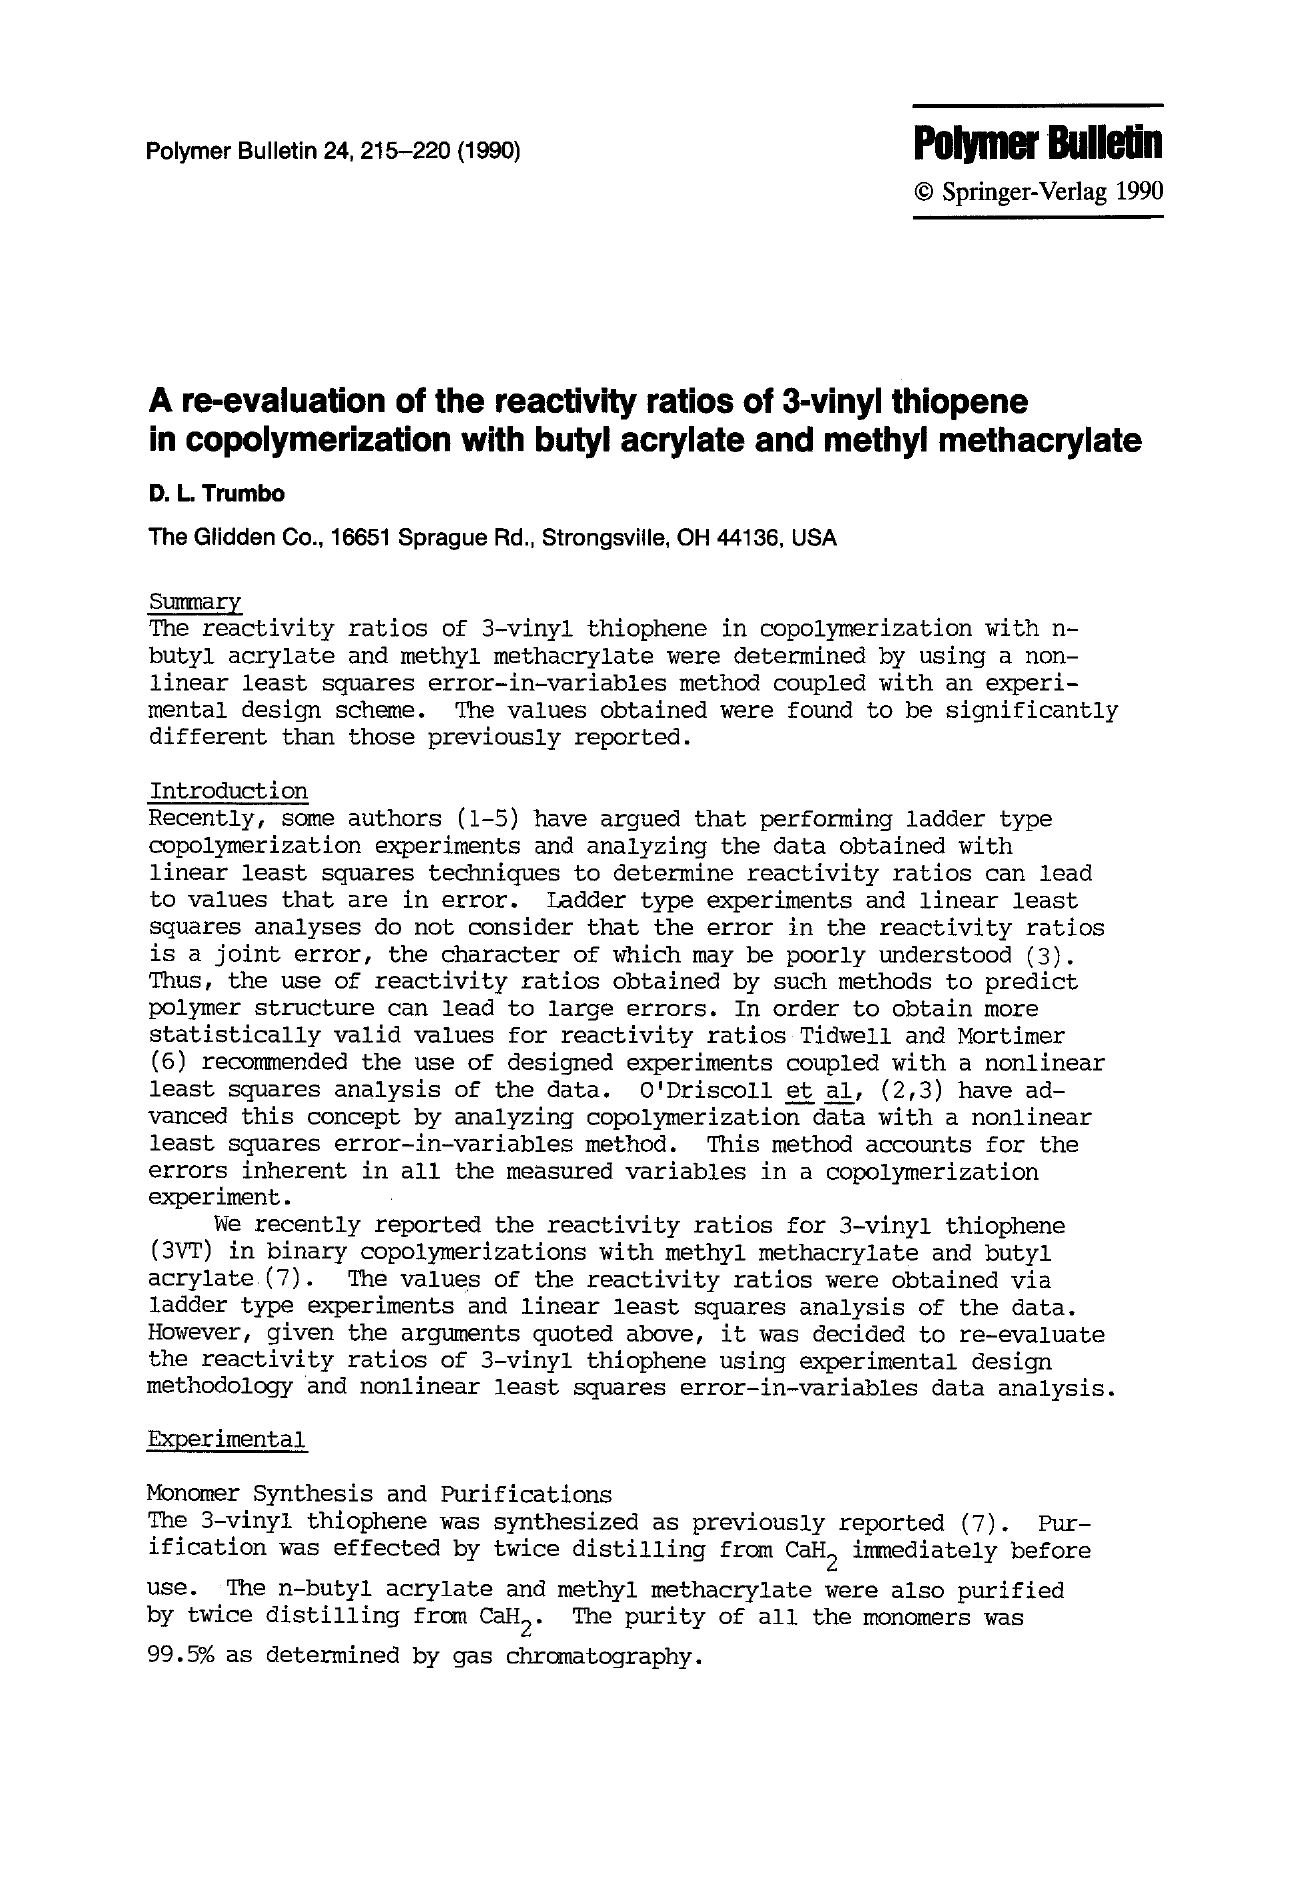 Polymer Bulletin 24, 215–220 (1990)
Polymer Bulletin
© Springer-Verlag 1990
A re-evaluation of the reactivity ratios of 3-vinyl thiopene
in copolymerization with butyl acrylate and methyl methacrylate
D. L. Trumbo
The Glidden Co., 16651 Sprague Rd., Strongsville, OH 44136, USA
Summary
The reactivity ratios of 3-vinyl thiophene in copolymerization with n-
butyl acrylate and methyl methacrylate were determined by using a non-
linear least squares error-in-variables method coupled with an experi-
mental design scheme. The values obtained were found to be significantly
different than those previously reported.
Introduction
Recently, some authors (1-5) have argued that performing ladder type
copolymerization experiments and analyzing the data obtained with
linear least squares techniques to determine reactivity ratios can lead
to values that are in error. Ladder type experiments and linear least
squares analyses do not consider that the error in the reactivity ratios
is a joint error, the character of which may be poorly understood (3).
Thus, the use of reactivity ratios obtained by such methods to predict
polymer structure can lead to large errors. In order to obtain more
statistically valid values for reactivity ratios Tidwell and Mortimer
(6) recommended the use of designed experiments coupled with a nonlinear
least squares analysis of the data. O'Driscoll et al, (2,3) have ad-
vanced this concept by analyzing copolymerization data with a nonlinear
least squares error-in-variables method. This method accounts for the
errors inherent in all the measured variables in a copolymerization
experiment.
We recently reported the reactivity ratios for 3-vinyl thiophene
(3VT) in binary copolymerizations with methyl methacrylate and butyl
acrylate (7). The values of the reactivity ratios were obtained via
ladder type experiments and linear least squares analysis of the data.
However, given the arguments quoted above, it was decided to re-evaluate
the reactivity ratios of 3-vinyl thiophene using experimental design
methodology and nonlinear least squares error-in-variables data analysis.
Experimental
Monomer Synthesis and Purifications
The 3-vinyl thiophene was synthesized as previously reported (7). Pur-
ification was effected by twice distilling from CaH2 immediately before
use. The n-butyl acrylate and methyl methacrylate were also purified
by twice distilling from CaH2. The purity of all the monomers was
99.5% as determined by gas chromatography.